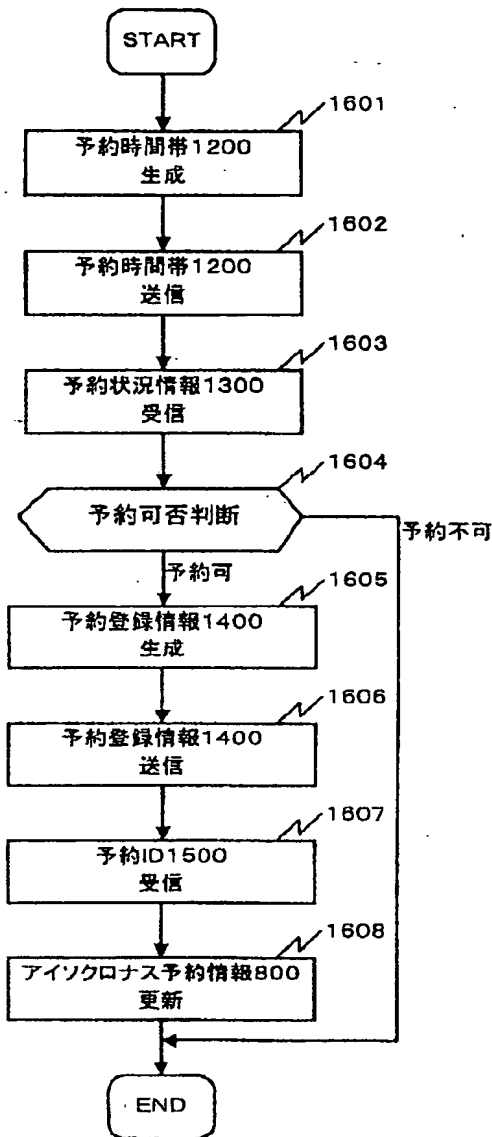 START
1601
予約時間帯1200
生成
1602
予約時間帯1200
送信
1603
予約状況情報1300
受信
1604
予約可否判断
予約不可
予約可
1605
予約登録情報1400
生成
1606
予約登録情報1400
送信
1607
予約ID1500
受信
1608
アイソクロナス予約情報800
更新
END